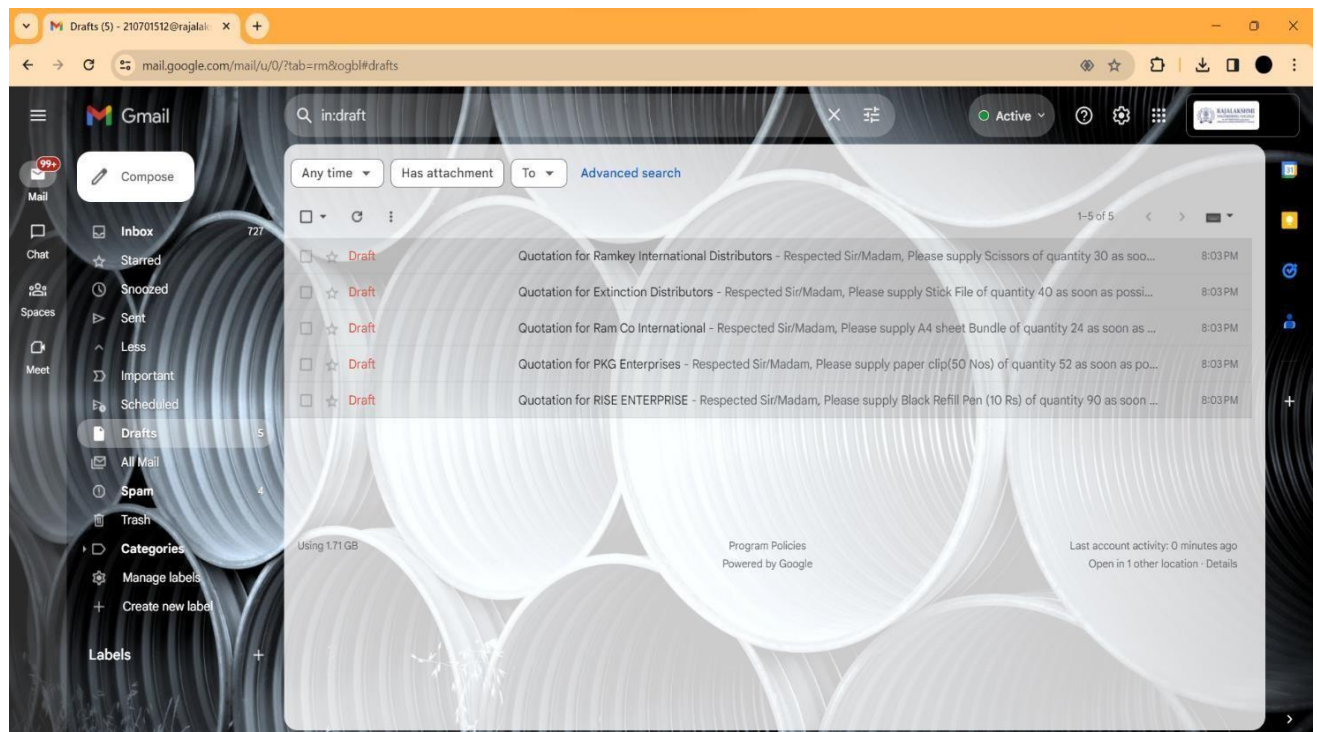 Drafts (5) - 210701512@rajalak
mail.google.com/mail/u/0/?tab=rm&ogbl#drafts
Gmail
in:draft
Active
RAJALAKSHMI
99+
Mail
Chat
Spaces
Meet
Compose
Inbox 727
Starred
Snoozed
Sent
Less
Important
Scheduled
Drafts 5
All Mail
Spam 4
Trash
Categories
Manage labels
Create new label
Labels
Any time Has attachment To Advanced search
1–5 of 5
Draft Quotation for Ramkey International Distributors - Respected Sir/Madam, Please supply Scissors of quantity 30 as soo... 8:03 PM
Draft Quotation for Extinction Distributors - Respected Sir/Madam, Please supply Stick File of quantity 40 as soon as possi... 8:03 PM
Draft Quotation for Ram Co International - Respected Sir/Madam, Please supply A4 sheet Bundle of quantity 24 as soon as ... 8:03 PM
Draft Quotation for PKG Enterprises - Respected Sir/Madam, Please supply paper clip(50 Nos) of quantity 52 as soon as po... 8:03 PM
Draft Quotation for RISE ENTERPRISE - Respected Sir/Madam, Please supply Black Refill Pen (10 Rs) of quantity 90 as soon ... 8:03 PM
Using 1.71 GB
Program Policies
Powered by Google
Last account activity: 0 minutes ago
Open in 1 other location · Details
31